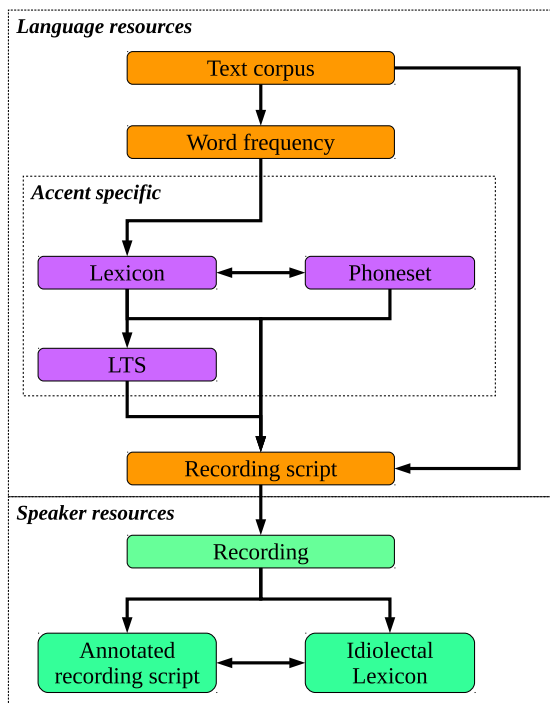 Language resources
Text corpus
Word frequency
Accent specific
Lexicon
Phoneset
LTS
Recording script
Speaker resources
Recording
Annotated
recording script
Idiolectal
Lexicon